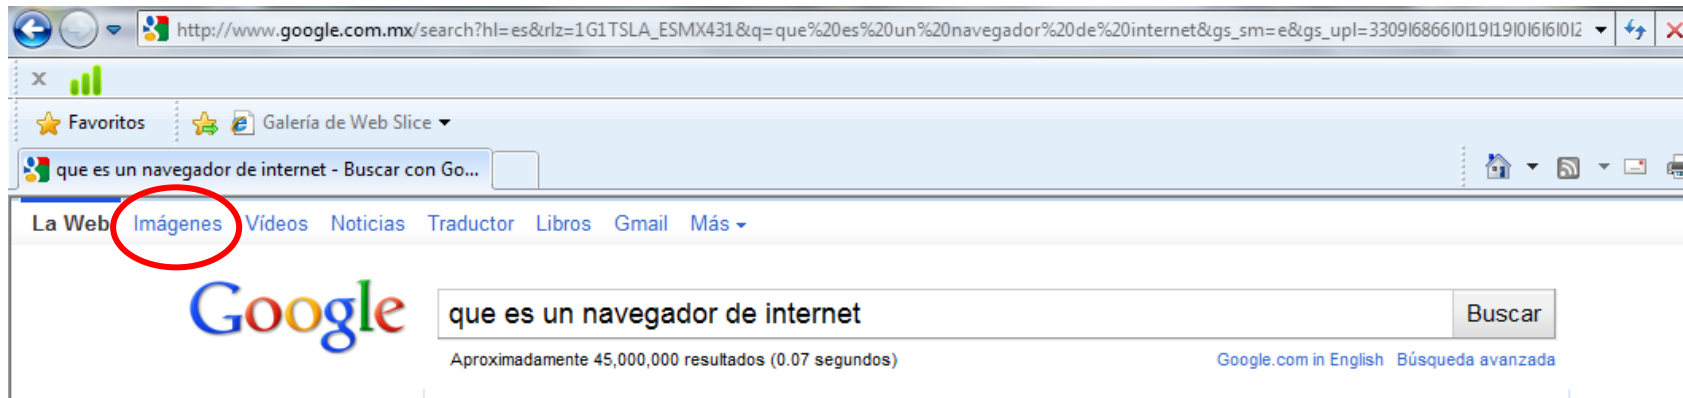 http://www.google.com.mx/search?hl=es&rlz=1G1TSLA_ESMX431&q=que%20es%20un%20navegador%20de%20internet&gs_sm=e&gs_upl=3309l6866l0l19l19l0l6l6l0l2
x
Favoritos Galería de Web Slice
que es un navegador de internet - Buscar con Go...
La Web Imágenes Vídeos Noticias Traductor Libros Gmail Más
Google que es un navegador de internet Buscar
Aproximadamente 45,000,000 resultados (0.07 segundos) Google.com in English Búsqueda avanzada